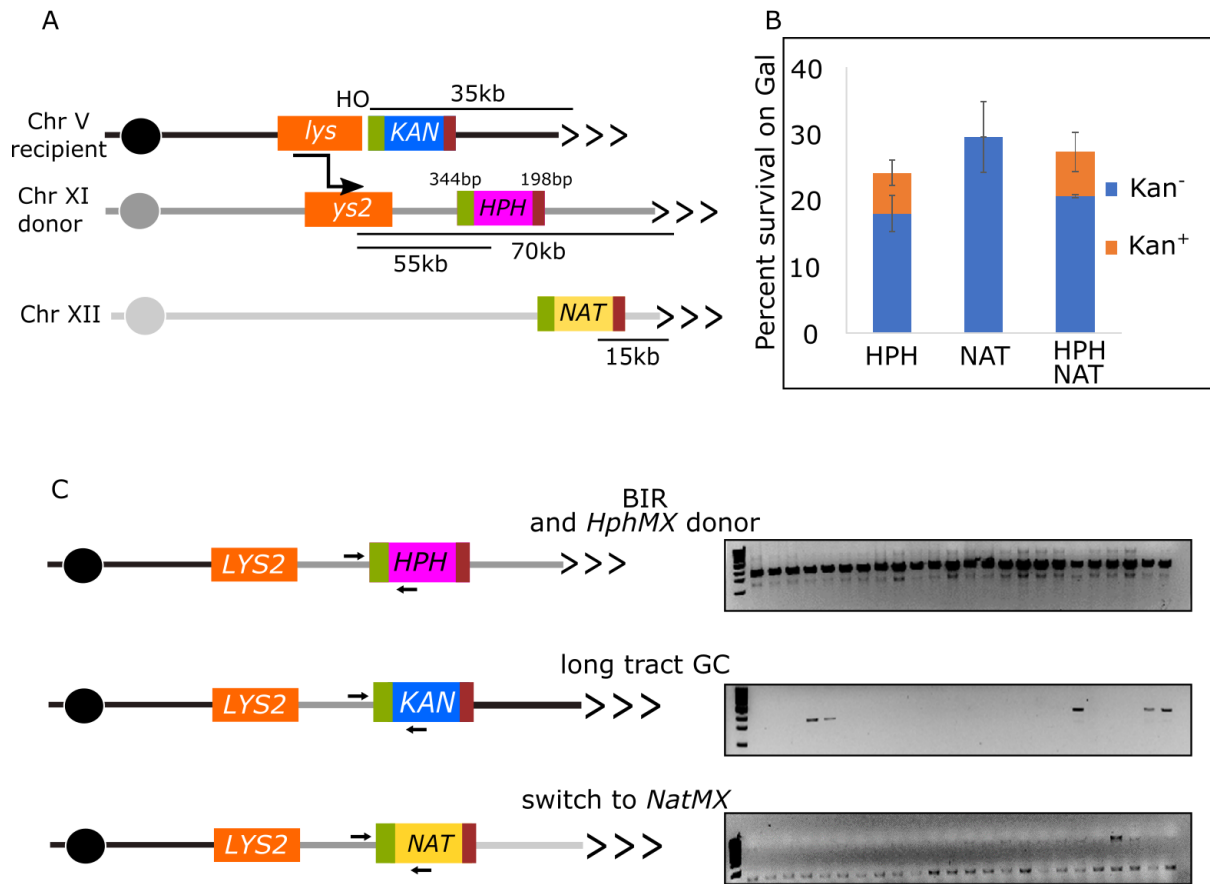 A
HO
35kb
Chr V
recipient
lys
KAN
Chr XI
donor
ys2
344bp
HPH
198bp
55kb
70kb
Chr XII
NAT
15kb
B
Percent survival on Gal
40
30
20
10
0
HPH
NAT
HPH
NAT
Kan-
Kan+
C
BIR
and HphMX donor
LYS2
HPH
long tract GC
LYS2
KAN
switch to NatMX
LYS2
NAT